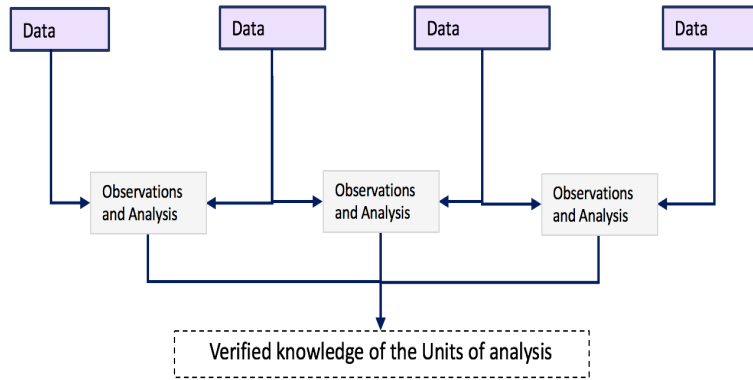 Data
Data
Data
Data
Observations
and Analysis
Observations
and Analysis
Observations
and Analysis
Verified knowledge of the Units of analysis